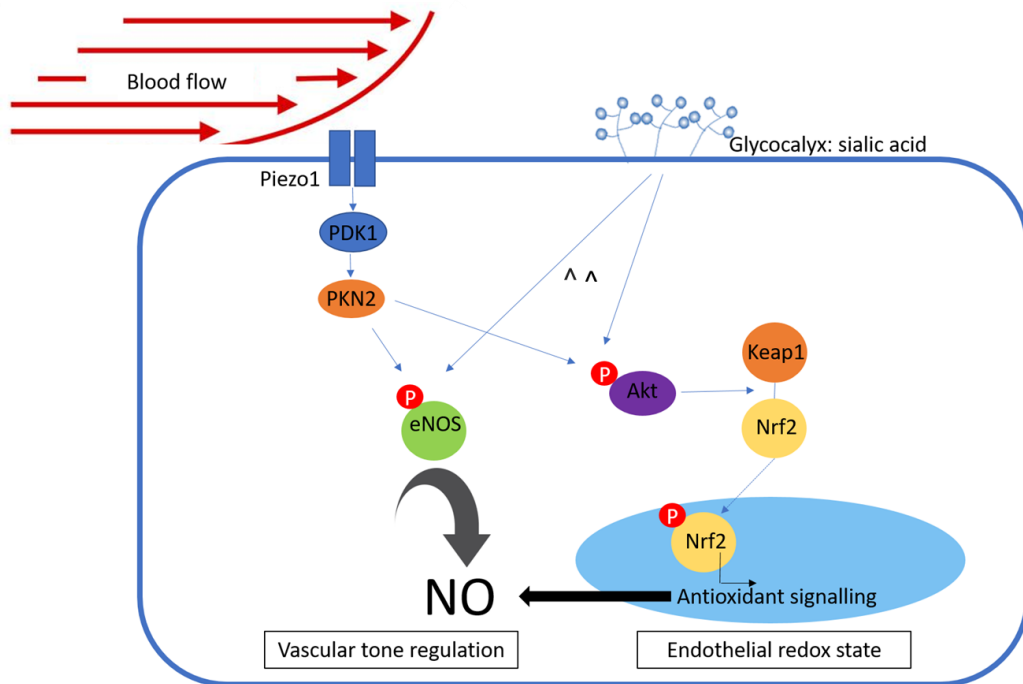 Blood flow
Glycocalyx: sialic acid
Piezo1
PDK1
^ ^
PKN2
Keap1
P
Akt
P
eNOS
Nrf2
P
Nrf2
NO
Antioxidant signalling
Vascular tone regulation
Endothelial redox state